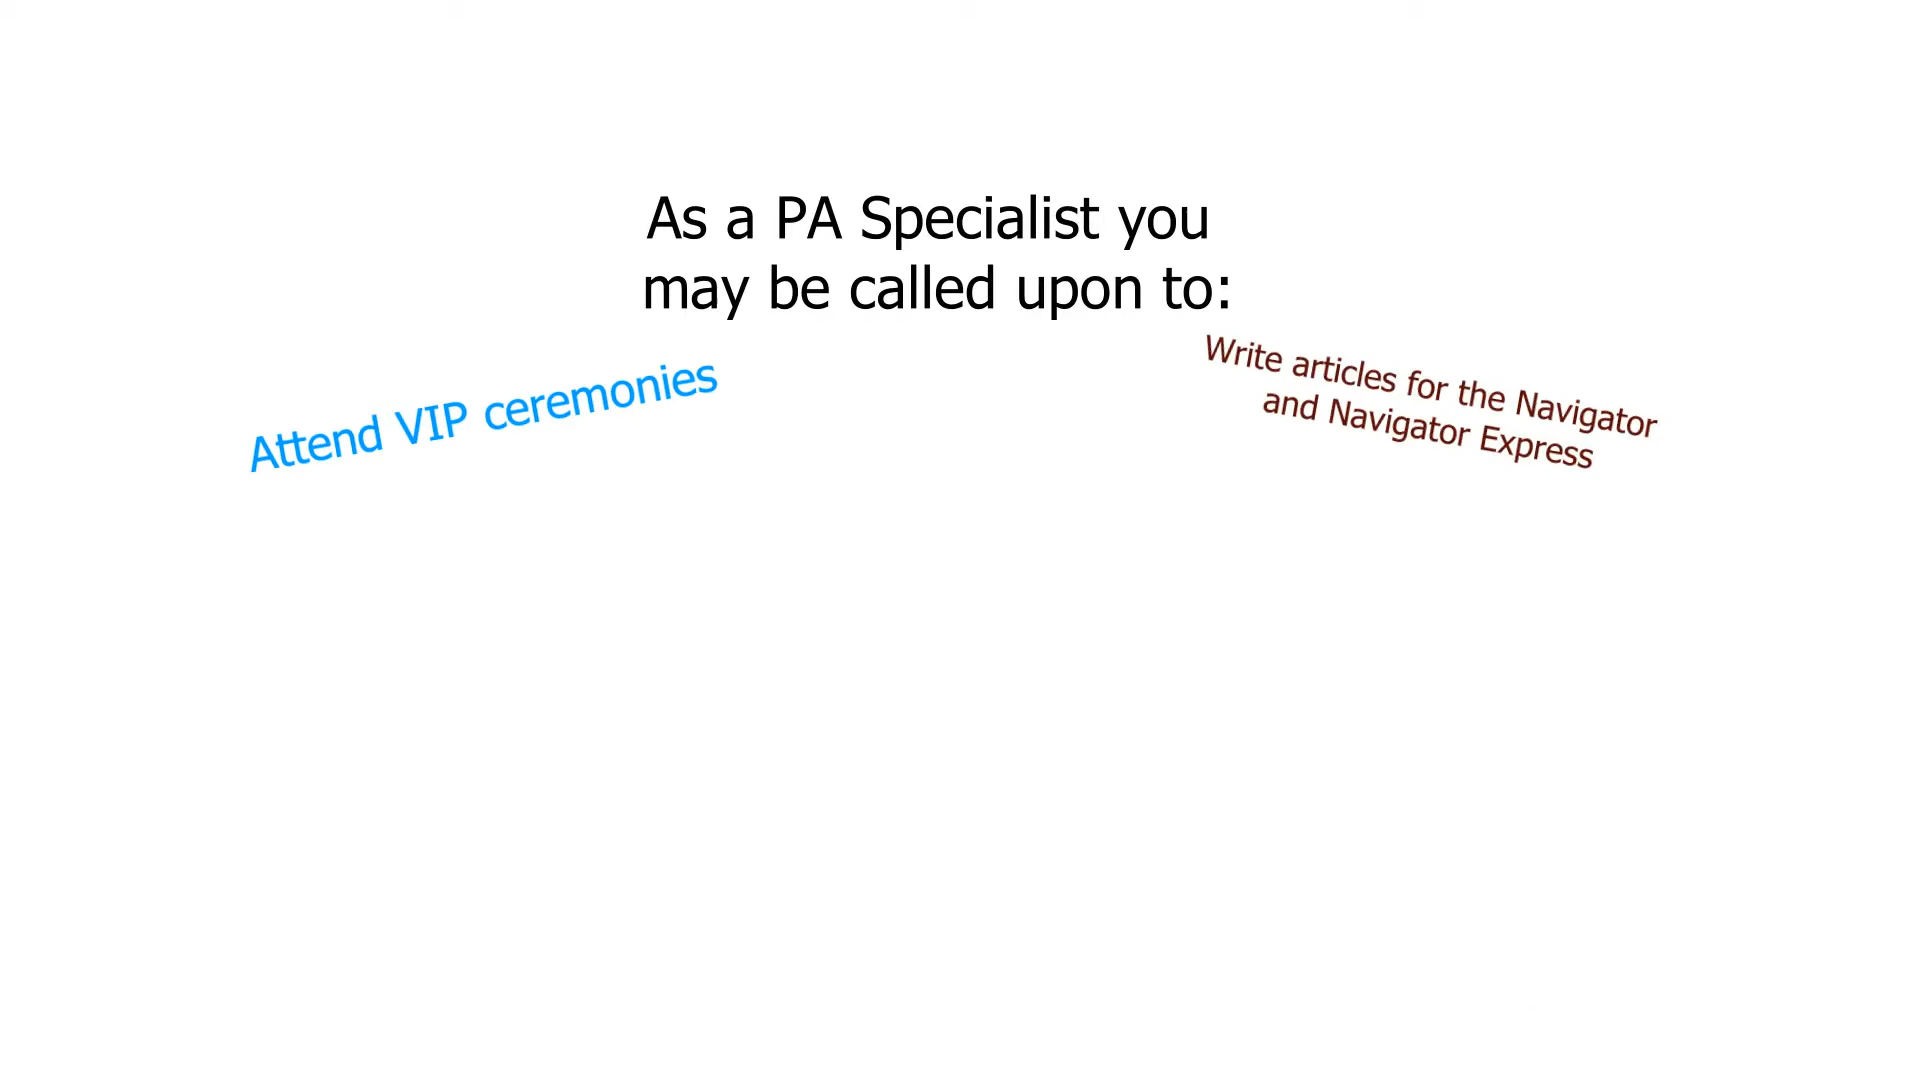 As a PA Specialist you
may be called upon to:
Attend VIP ceremonies
Write articles for the Navigator
and Navigator Express